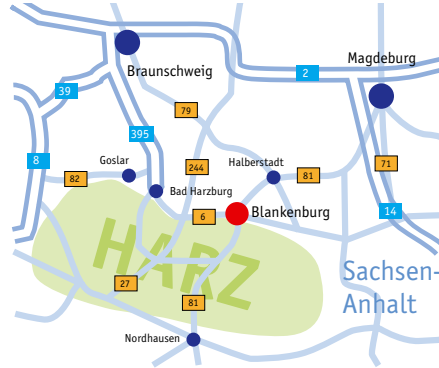 Magdeburg
Braunschweig
2
39
79
395
8
Goslar
82
244
Halberstadt
81
71
Bad Harzburg
6
Blankenburg
14
HARZ
Sachsen-
Anhalt
27
81
Nordhausen